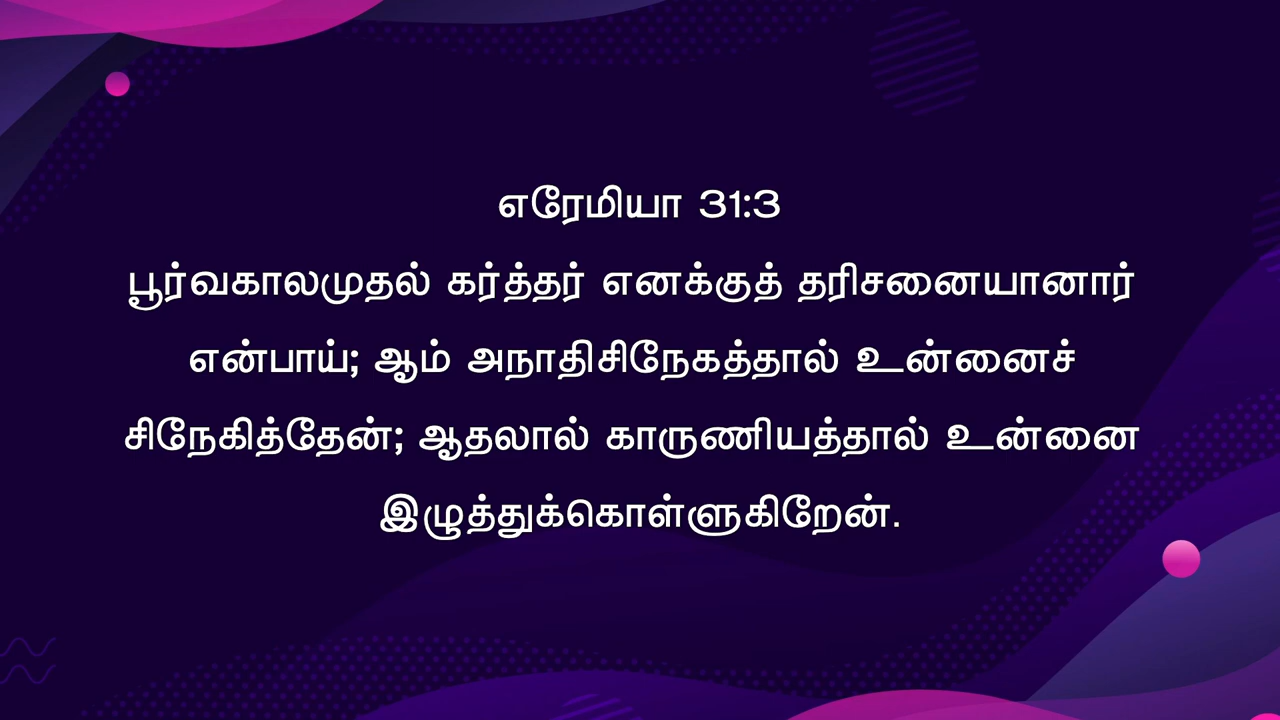 எரேமியா 31:3
பூர்வகாலமுதல் கர்த்தர் எனக்குத் தரிசனையானார்
என்பாய்; ஆம் அநாதிசிநேகத்தால் உன்னைச்
சிநேகித்தேன்; ஆதலால் காருணியத்தால் உன்னை
இழுத்துக்கொள்ளுகிறேன்.